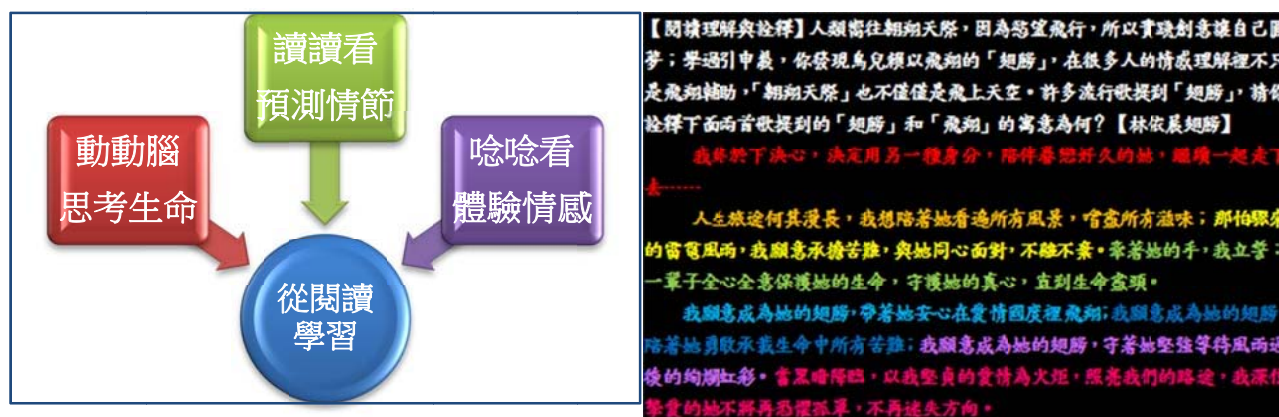 讀讀看
預測情節
動動腦
思考生命
唸唸看
體驗情感
從閱讀
學習
【閱讀理解與詮釋】人類嚮往翱翔天際，因為慾望飛行，所以實踐創意讓自己圓
夢；學過引申義，你發現鳥兒賴以飛翔的「翅膀」，在很多人的情感理解裡不只
是飛翔輔助，「翱翔天際」也不僅僅是飛上天空。許多流行歌提到「翅膀」，請你
詮釋下面兩首歌提到的「翅膀」和「飛翔」的寓意為何？【林依晨翅膀】
我終於下決心，決定用另一種身分，陪伴眷戀許久的她，繼續一起走下
去……
人生旅途何其漫長，我想陪著她看遍所有風景，嚐盡所有滋味；那怕驟來
的雷電風雨，我願意承擔苦難，與她同心面對，不離不棄。牽著她的手，我立誓，
一輩子全心全意保護她的生命，守護她的真心，直到生命盡頭。
我願意成為她的翅膀，帶著她安心在愛情國度裡飛翔；我願意成為她的翅膀，
陪著她勇敢承載生命中所有苦難；我願意成為她的翅膀，守著她堅強等待風雨過
後的絢爛虹彩。當黑暗降臨，以我堅貞的愛情為火炬，照亮我們的路途，我深信
摯愛的她不將再恐懼孤單，不再迷失方向。